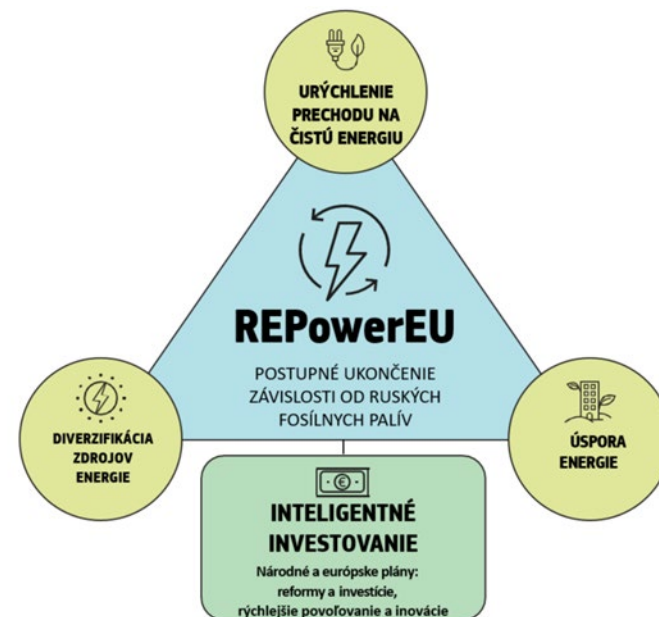 URÝCHLENIE
PRECHODU NA
ČISTÚ ENERGIU
REPowerEU
POSTUPNÉ UKONČENIE
ZÁVISLOSTI OD RUSKÝCH
FOSÍLNYCH PALÍV
DIVERZIFIKÁCIA
ZDROJOV
ENERGIE
ÚSPORA
ENERGIE
€
INTELIGENTNÉ
INVESTOVANIE
Národné a európske plány:
reformy a investície,
rýchlejšie povoľovanie a inovácie